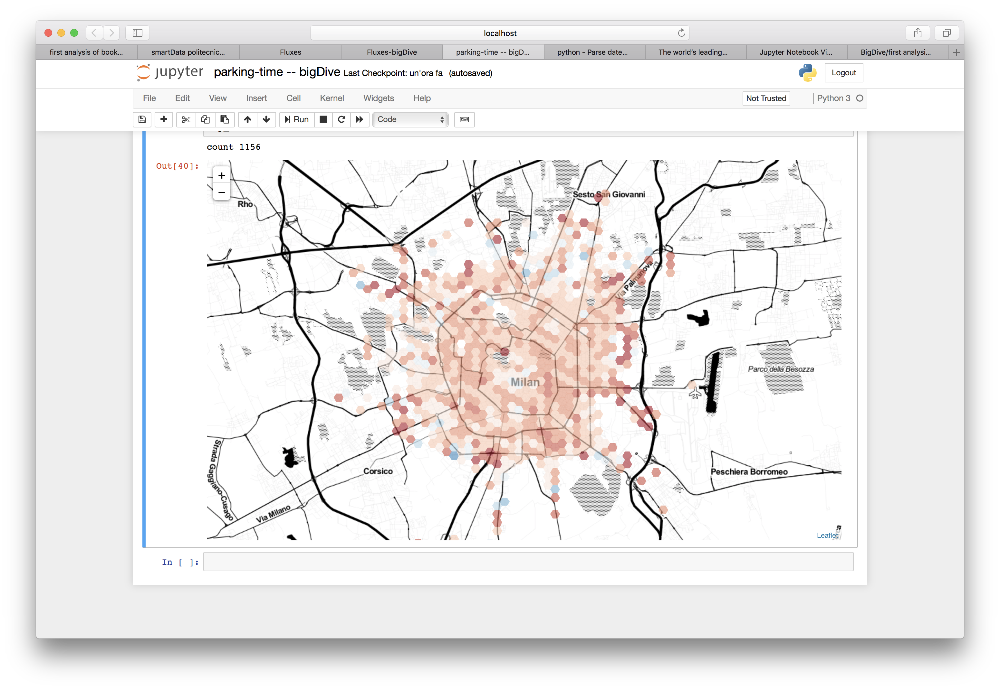 localhost
first analysis of book...
smartData politecnic...
Fluxes
Fluxes-bigDive
parking-time -- bigD...
python - Parse date...
The world's leading...
Jupyter Notebook Vi...
BigDive/first analysi...
jupyter parking-time -- bigDive Last Checkpoint: un'ora fa (autosaved)
Logout
File Edit View Insert Cell Kernel Widgets Help
Not Trusted
Python 3
Run
Code
count 1156
Out[40]:
+
−
Rho
Sesto San Giovanni
Via Palmanova
Milan
Parco della Besozza
Strada Gaggiano-Cusago
Corsico
Peschiera Borromeo
Via Milano
Leaflet
In [ ]: